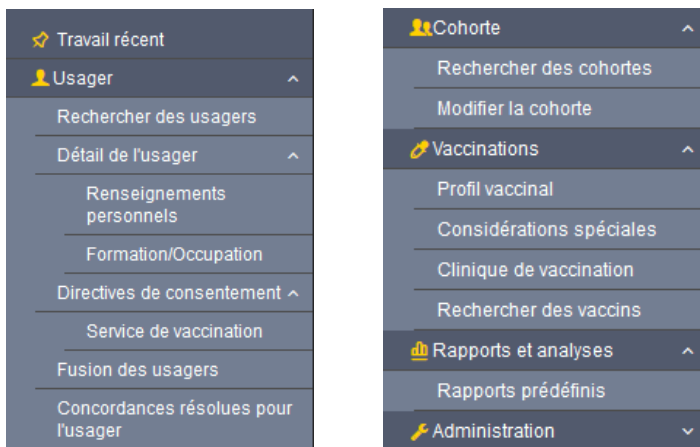 Travail récent
Usager
Rechercher des usagers
Détail de l'usager
Renseignements
personnels
Formation/Occupation
Directives de consentement
Service de vaccination
Fusion des usagers
Concordances résolues pour
l'usager
Cohorte
Rechercher des cohortes
Modifier la cohorte
Vaccinations
Profil vaccinal
Considérations spéciales
Clinique de vaccination
Rechercher des vaccins
Rapports et analyses
Rapports prédéfinis
Administration